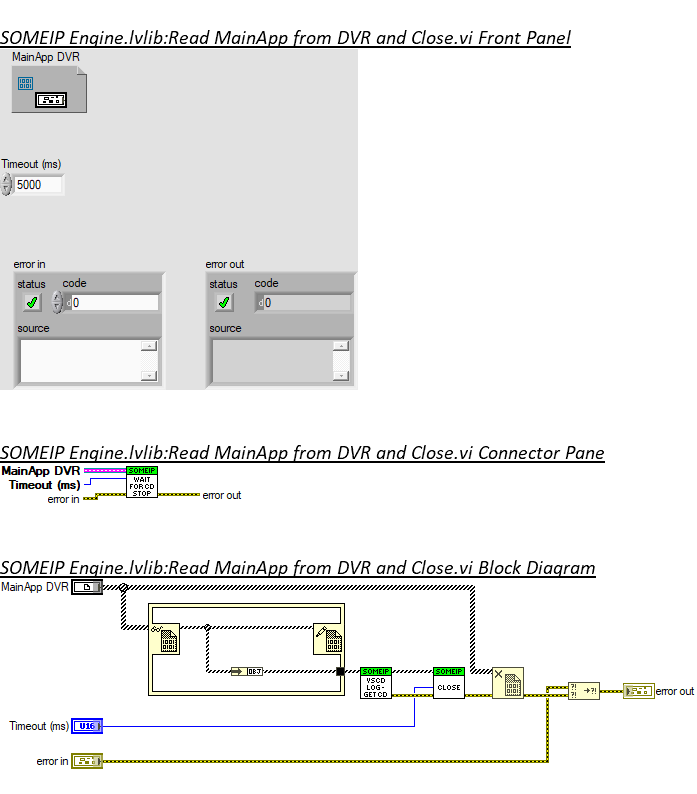 SOMEIP Engine.lvlib:Read MainApp from DVR and Close.vi Front Panel
MainApp DVR
Timeout (ms)
5000
error in
error out
status
code
status
code
d 0
d 0
source
source
SOMEIP Engine.lvlib:Read MainApp from DVR and Close.vi Connector Pane
MainApp DVR
Timeout (ms)
error in
SOMEIP
WAIT
FOR CD
STOP
error out
SOMEIP Engine.lvlib:Read MainApp from DVR and Close.vi Block Diagram
MainApp DVR
OBJ
SOMEIP
VSCD
LOG-
GET CD
SOMEIP
CLOSE
?!
?!
→?!
error out
Timeout (ms)
U16
error in